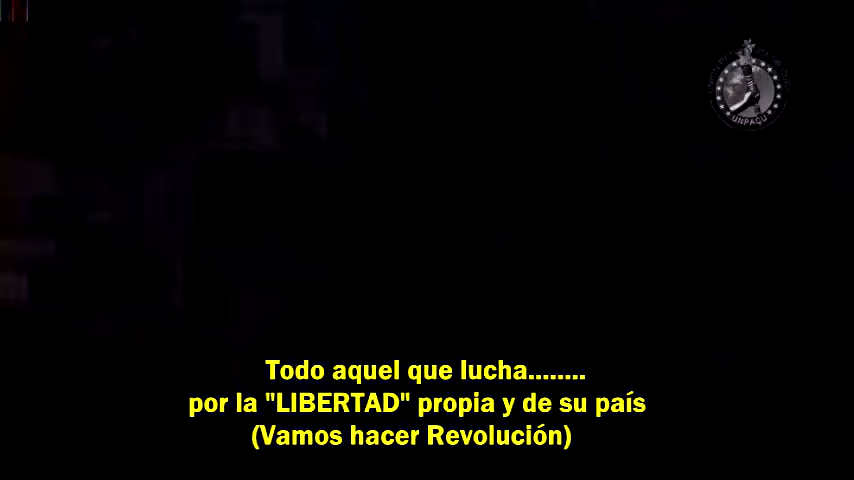 UNPACU
Todo aquel que lucha........
por la "LIBERTAD" propia y de su país
(Vamos hacer Revolución)